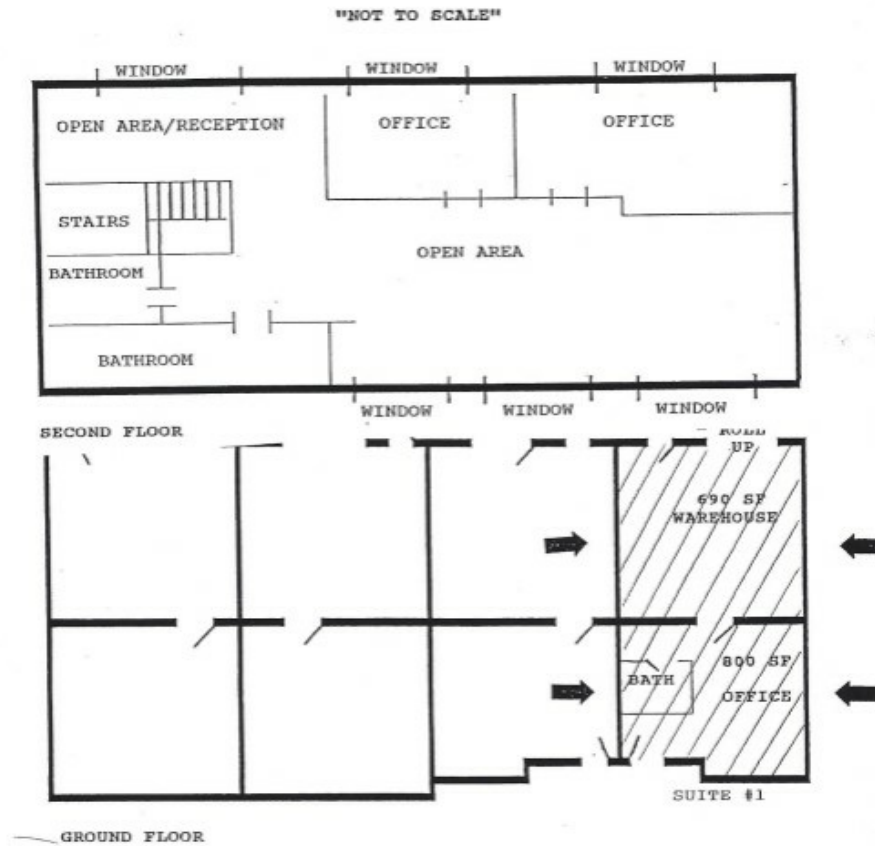 "NOT TO SCALE"
WINDOW WINDOW WINDOW
OPEN AREA/RECEPTION OFFICE OFFICE
STAIRS
OPEN AREA
BATHROOM
BATHROOM
WINDOW WINDOW WINDOW
SECOND FLOOR
ROLL
UP
690 SF
WAREHOUSE
800 SF
BATH
OFFICE
SUITE #1
GROUND FLOOR